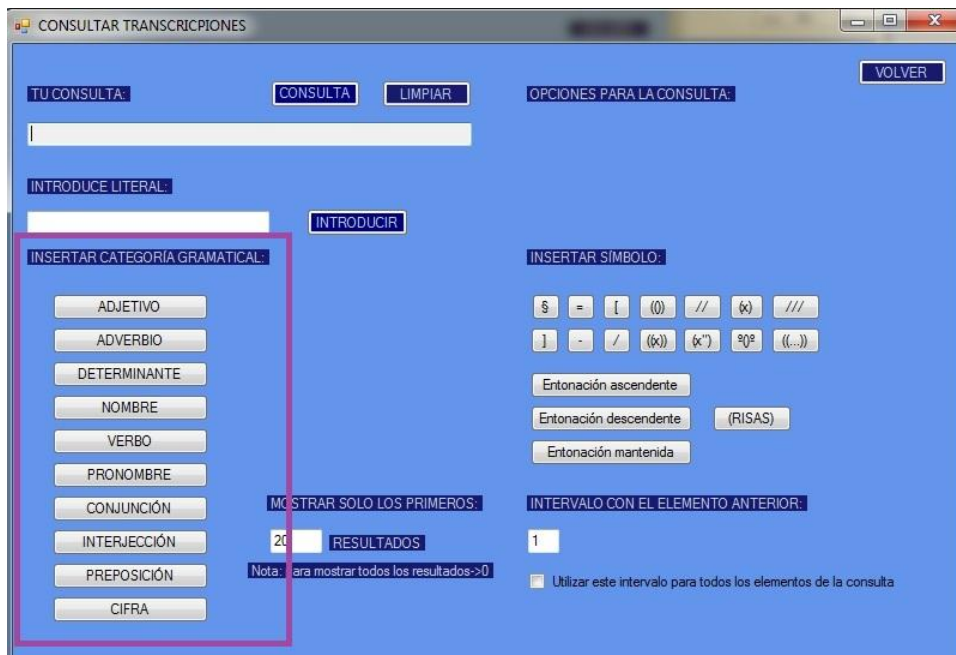 CONSULTAR TRANSCRICPIONES
VOLVER
TU CONSULTA:
CONSULTA
LIMPIAR
OPCIONES PARA LA CONSULTA:
INTRODUCE LITERAL:
INTRODUCIR
INSERTAR CATEGORÍA GRAMATICAL:
ADJETIVO
ADVERBIO
DETERMINANTE
NOMBRE
VERBO
PRONOMBRE
CONJUNCIÓN
INTERJECCIÓN
PREPOSICIÓN
CIFRA
MOSTRAR SOLO LOS PRIMEROS:
20 RESULTADOS
Nota: para mostrar todos los resultados->0
INSERTAR SÍMBOLO:
§ = [ (()) // (x) ///
] - / ((x)) (x") º()º ((...))
Entonación ascendente
Entonación descendente (RISAS)
Entonación mantenida
INTERVALO CON EL ELEMENTO ANTERIOR:
1
Utilizar este intervalo para todos los elementos de la consulta